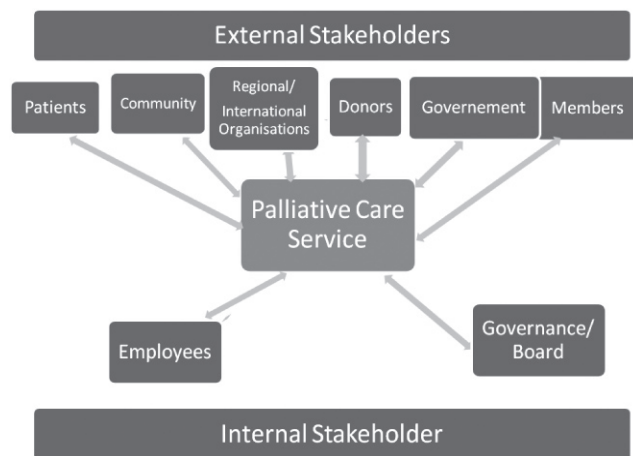 External Stakeholders
Patients
Community
Regional/
International
Organisations
Donors
Governement
Members
Palliative Care
Service
Employees
Governance/
Board
Internal Stakeholder